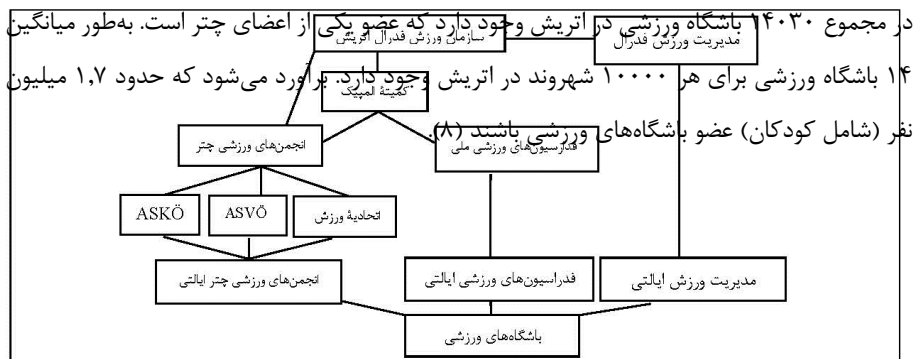 در مجموع ۱۴۰۳۰ باشگاه ورزشی در اتریش وجود دارد که عضو یکی از اعضای چتر است. به‌طور میانگین
سازمان ورزش فدرال اتریش
مدیریت ورزش فدرال
۱۴ باشگاه ورزشی برای هر ۱۰۰۰۰ شهروند در اتریش وجود دارد. برآورد می‌شود که حدود ۱٫۷ میلیون
کمیتهٔ المپیک
نفر (شامل کودکان) عضو باشگاه‌های ورزشی باشند (۸).
انجمن‌های ورزشی چتر
فدراسیون‌های ورزشی ملی
اتحادیهٔ ورزش
ASVÖ
ASKÖ
مدیریت ورزش ایالتی
فدراسیون‌های ورزشی ایالتی
انجمن‌های ورزشی چتر ایالتی
باشگاه‌های ورزشی